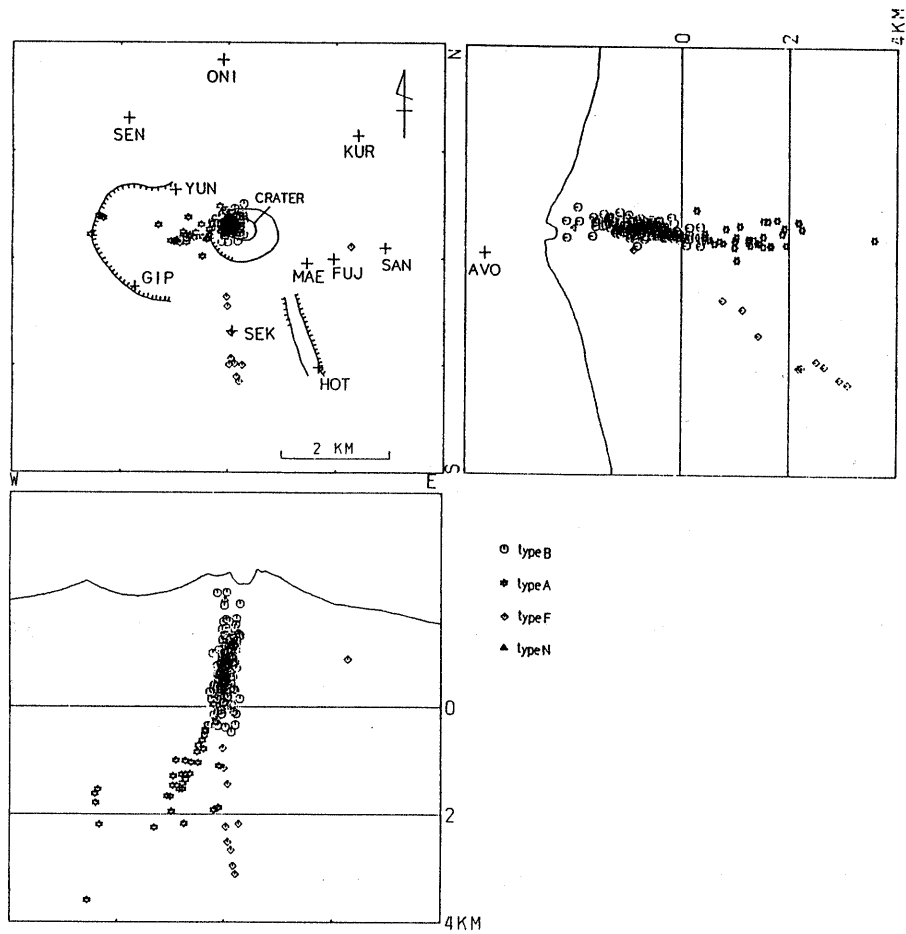 ONI
SEN
KUR
YUN
CRATER
GIP
MAE
FUJ
SAN
SEK
HOT
2 KM
N
S
W
E
0
2
4KM
AVO
0
2
4KM
type B
type A
type F
type N